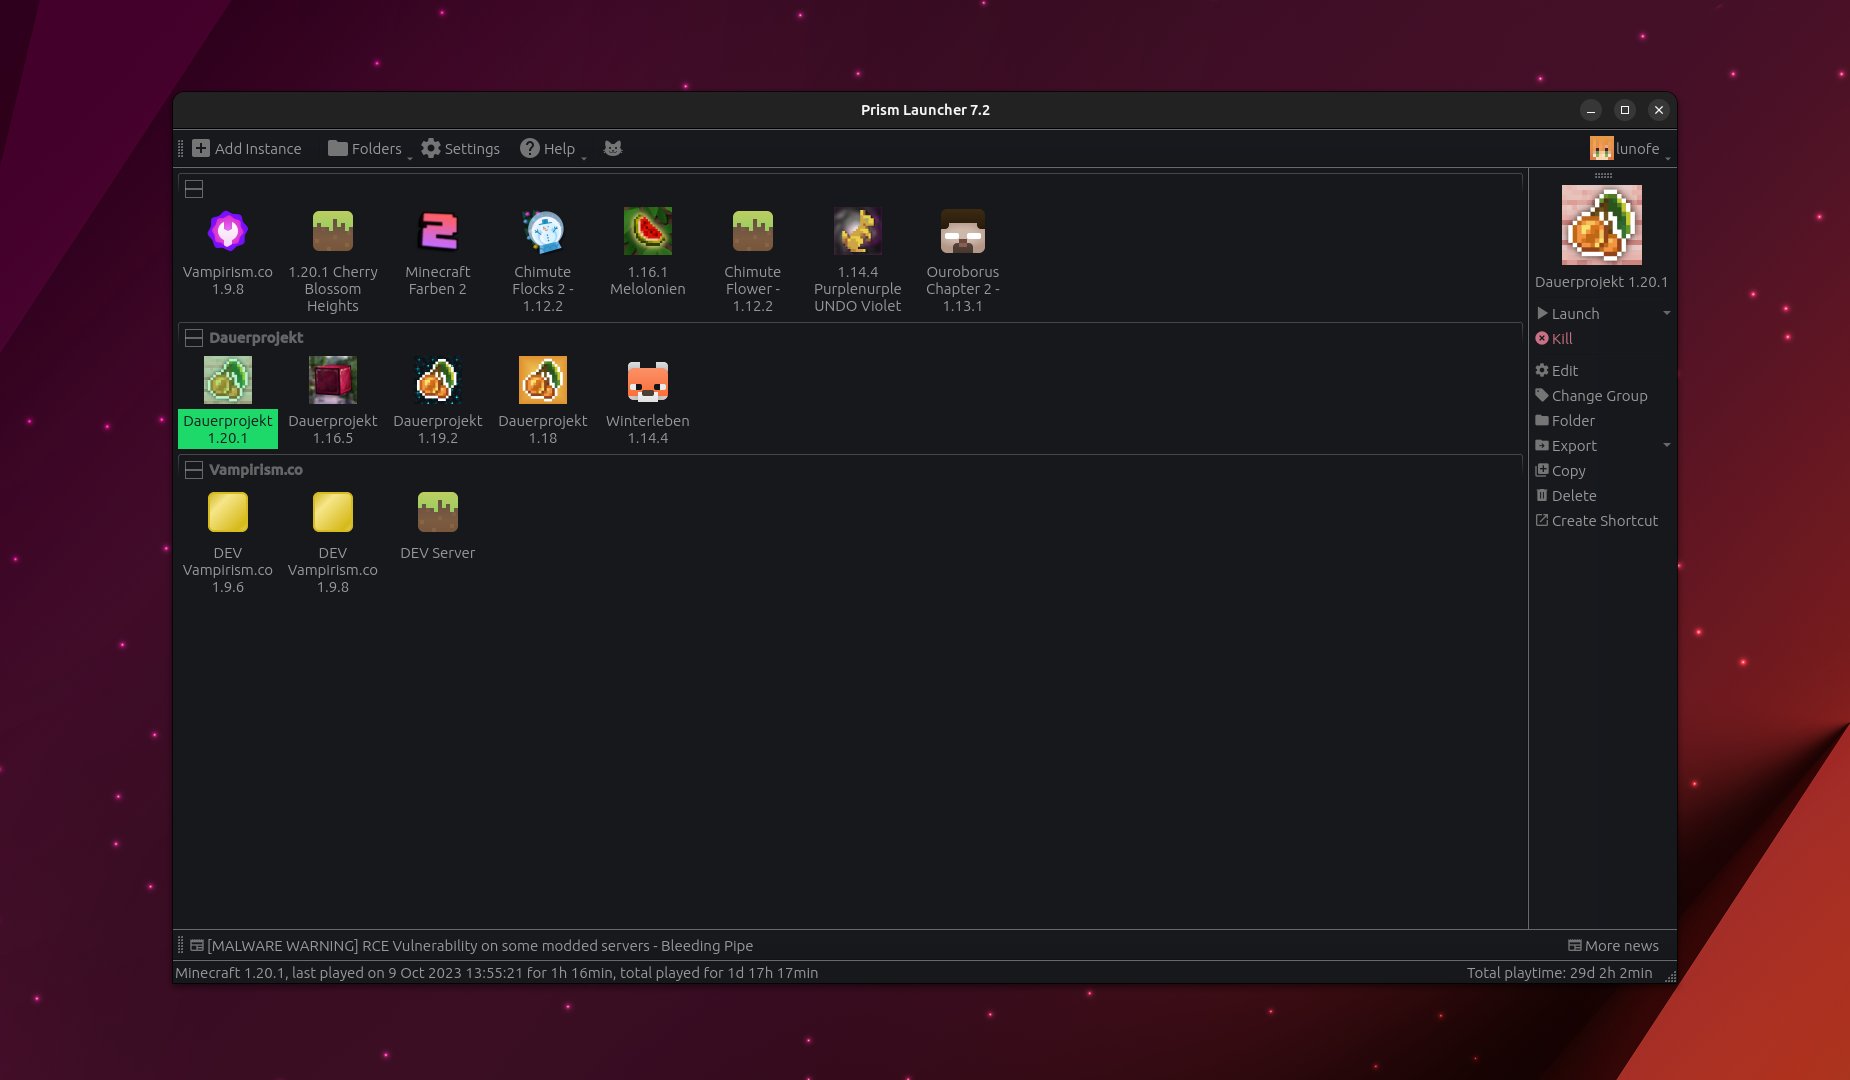 Prism Launcher 7.2
Add Instance
Folders
Settings
Help
lunofe
Vampirism.co
1.9.8
1.20.1 Cherry
Blossom
Heights
Minecraft
Farben 2
Chimute
Flocks 2 -
1.12.2
1.16.1
Melolonien
Chimute
Flower -
1.12.2
1.14.4
Purplenurple
UNDO Violet
Ouroborus
Chapter 2 -
1.13.1
Dauerprojekt
Dauerprojekt
1.20.1
Dauerprojekt
1.16.5
Dauerprojekt
1.19.2
Dauerprojekt
1.18
Winterleben
1.14.4
Vampirism.co
DEV
Vampirism.co
1.9.6
DEV
Vampirism.co
1.9.8
DEV Server
Dauerprojekt 1.20.1
Launch
Kill
Edit
Change Group
Folder
Export
Copy
Delete
Create Shortcut
[MALWARE WARNING] RCE Vulnerability on some modded servers - Bleeding Pipe
More news
Minecraft 1.20.1, last played on 9 Oct 2023 13:55:21 for 1h 16min, total played for 1d 17h 17min
Total playtime: 29d 2h 2min